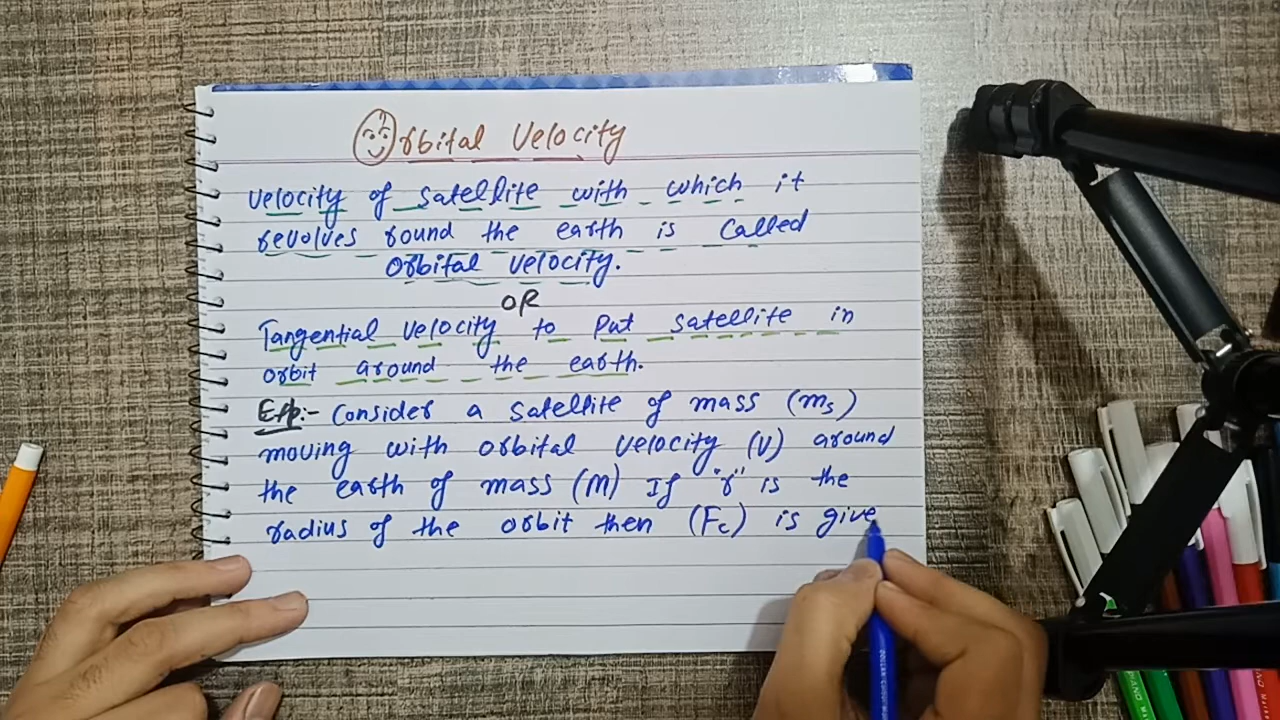 Orbital Velocity
Velocity of satellite with which it
revolves round the earth is called
orbital velocity.
OR
Tangential velocity to put satellite in
orbit around the earth.
Exp:- Consider a satellite of mass (ms)
moving with orbital velocity (V) around
the earth of mass (M) If "r" is the
radius of the orbit then (Fc) is give